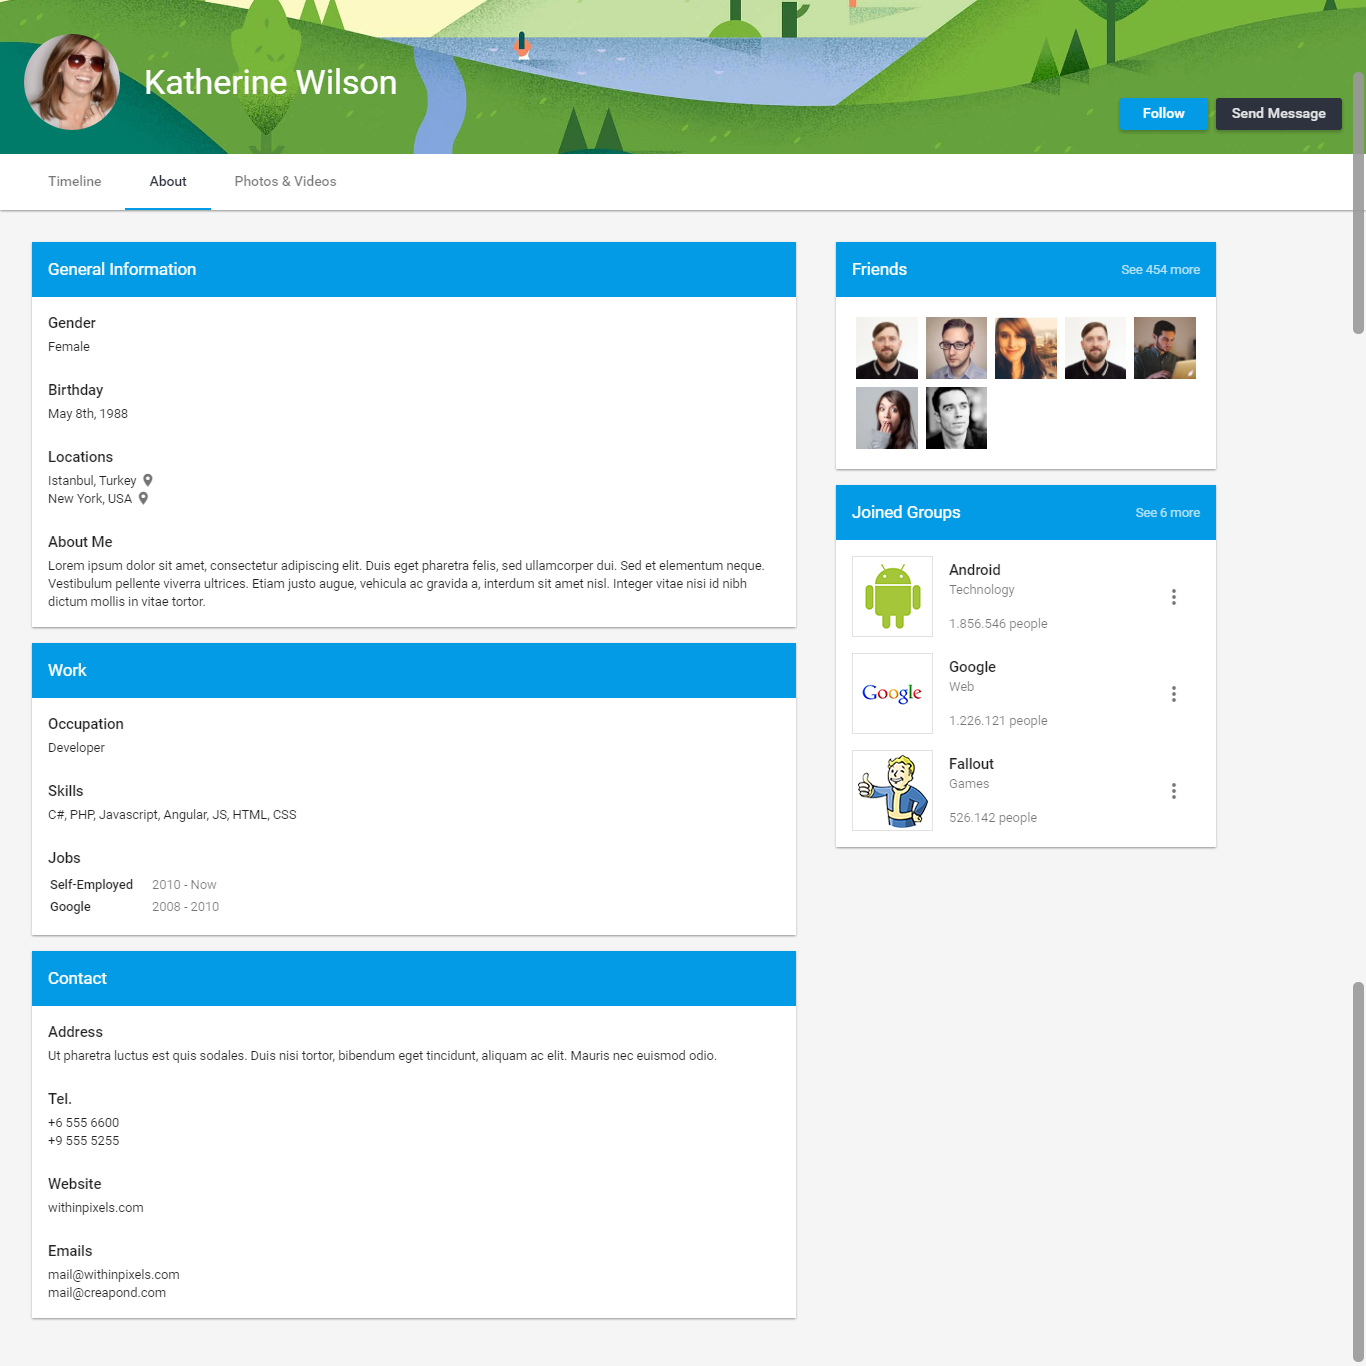 Katherine Wilson
Follow
Send Message
Timeline
About
Photos & Videos
General Information
Gender
Female
Birthday
May 8th, 1988
Locations
Istanbul, Turkey
New York, USA
About Me
Lorem ipsum dolor sit amet, consectetur adipiscing elit. Duis eget pharetra felis, sed ullamcorper dui. Sed et elementum neque.
Vestibulum pellente viverra ultrices. Etiam justo augue, vehicula ac gravida a, interdum sit amet nisl. Integer vitae nisi id nibh
dictum mollis in vitae tortor.
Work
Occupation
Developer
Skills
C#, PHP, Javascript, Angular, JS, HTML, CSS
Jobs
Self-Employed 2010 - Now
Google 2008 - 2010
Contact
Address
Ut pharetra luctus est quis sodales. Duis nisi tortor, bibendum eget tincidunt, aliquam ac elit. Mauris nec euismod odio.
Tel.
+6 555 6600
+9 555 5255
Website
withinpixels.com
Emails
mail@withinpixels.com
mail@creapond.com
Friends
See 454 more
Joined Groups
See 6 more
Android
Technology
1.856.546 people
Google
Google
Web
1.226.121 people
Fallout
Games
526.142 people